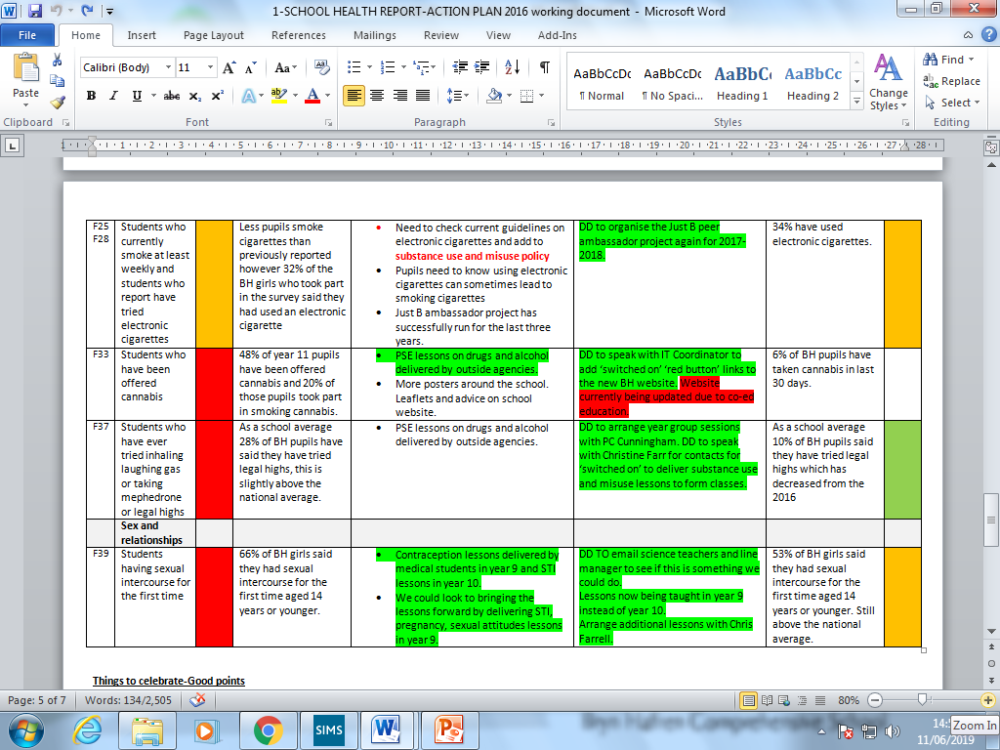 1-SCHOOL HEALTH REPORT-ACTION PLAN 2016 working document - Microsoft Word
File
Home
Insert
Page Layout
References
Mailings
Review
View
Add-Ins
Paste
Clipboard
Calibri (Body)
11
Font
Paragraph
AaBbCcDc
¶ Normal
AaBbCcDc
¶ No Spaci...
AaBbC
Heading 1
AaBbCc
Heading 2
Change
Styles
Styles
Find
Replace
Select
Editing
F25
F28
Students who
currently
smoke at least
weekly and
students who
report have
tried
electronic
cigarettes
Less pupils smoke
cigarettes than
previously reported
however 32% of the
BH girls who took part
in the survey said they
had used an electronic
cigarette
• Need to check current guidelines on
electronic cigarettes and add to
substance use and misuse policy
• Pupils need to know using electronic
cigarettes can sometimes lead to
smoking cigarettes
• Just B ambassador project has
successfully run for the last three
years.
DD to organise the Just B peer
ambassador project again for 2017-
2018.
34% have used
electronic cigarettes.
F33
Students who
have been
offered
cannabis
48% of year 11 pupils
have been offered
cannabis and 20% of
those pupils took part
in smoking cannabis.
• PSE lessons on drugs and alcohol
delivered by outside agencies.
• More posters around the school.
Leaflets and advice on school
website.
DD to speak with IT Coordinator to
add ‘switched on’ ‘red button’ links to
the new BH website. Website
currently being updated due to co-ed
education.
6% of BH pupils have
taken cannabis in last
30 days.
F37
Students who
have ever
tried inhaling
laughing gas
or taking
mephedrone
or legal highs
As a school average
28% of BH pupils have
said they have tried
legal highs, this is
slightly above the
national average.
• PSE lessons on drugs and alcohol
delivered by outside agencies.
DD to arrange year group sessions
with PC Cunningham. DD to speak
with Christine Farr for contacts for
‘switched on’ to deliver substance use
and misuse lessons to form classes.
As a school average
10% of BH pupils said
they have tried legal
highs which has
decreased from the
2016
Sex and
relationships
F39
Students
having sexual
intercourse for
the first time
66% of BH girls said
they had sexual
intercourse for the
first time aged 14
years or younger.
• Contraception lessons delivered by
medical students in year 9 and STI
lessons in year 10.
• We could look to bringing the
lessons forward by delivering STI,
pregnancy, sexual attitudes lessons
in year 9.
DD TO email science teachers and line
manager to see if this is something we
could do.
Lessons now being taught in year 9
instead of year 10.
Arrange additional lessons with Chris
Farrell.
53% of BH girls said
they had sexual
intercourse for the
first time aged 14
years or younger. Still
above the national
average.
Things to celebrate-Good points
Page: 5 of 7
Words: 134/2,505
80%
SIMS
Zoom In
11/06/2019